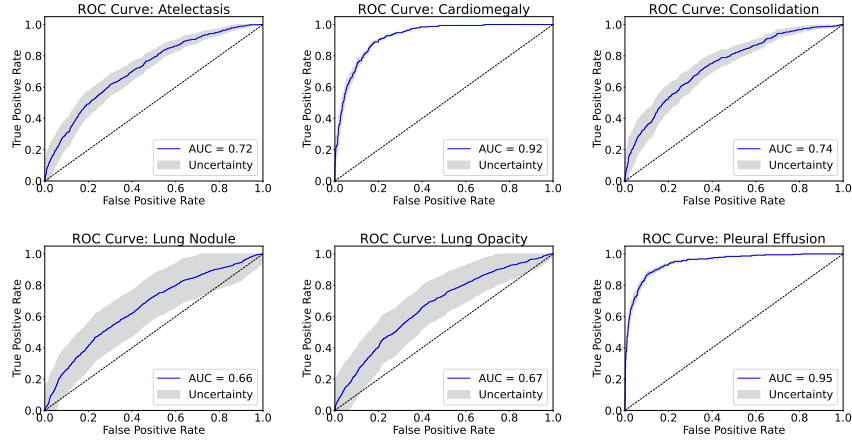 ROC Curve: Atelectasis
1.0
0.8
0.6
0.4
0.2
0.0
True Positive Rate
AUC = 0.72
Uncertainty
0.0 0.2 0.4 0.6 0.8 1.0
False Positive Rate
ROC Curve: Cardiomegaly
1.0
0.8
0.6
0.4
0.2
0.0
True Positive Rate
AUC = 0.92
Uncertainty
0.0 0.2 0.4 0.6 0.8 1.0
False Positive Rate
ROC Curve: Consolidation
1.0
0.8
0.6
0.4
0.2
0.0
True Positive Rate
AUC = 0.74
Uncertainty
0.0 0.2 0.4 0.6 0.8 1.0
False Positive Rate
ROC Curve: Lung Nodule
1.0
0.8
0.6
0.4
0.2
0.0
True Positive Rate
AUC = 0.66
Uncertainty
0.0 0.2 0.4 0.6 0.8 1.0
False Positive Rate
ROC Curve: Lung Opacity
1.0
0.8
0.6
0.4
0.2
0.0
True Positive Rate
AUC = 0.67
Uncertainty
0.0 0.2 0.4 0.6 0.8 1.0
False Positive Rate
ROC Curve: Pleural Effusion
1.0
0.8
0.6
0.4
0.2
0.0
True Positive Rate
AUC = 0.95
Uncertainty
0.0 0.2 0.4 0.6 0.8 1.0
False Positive Rate